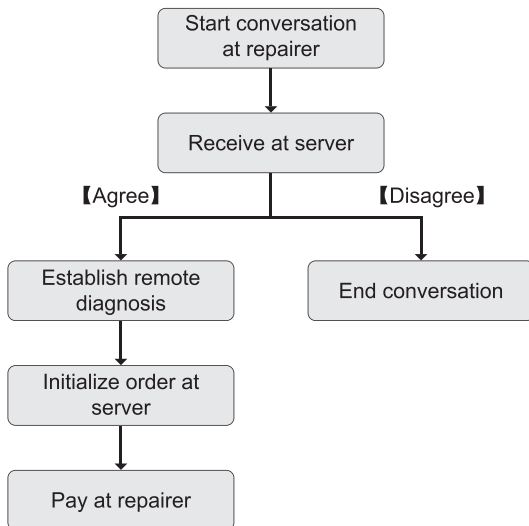 Start conversation
at repairer
Receive at server
【Agree】
【Disagree】
Establish remote
diagnosis
End conversation
Initialize order at
server
Pay at repairer